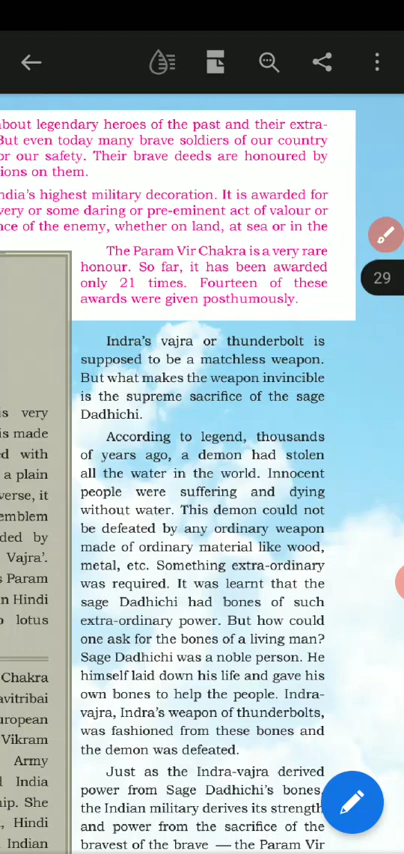 about legendary heroes of the past and their extra-
But even today many brave soldiers of our country
or our safety. Their brave deeds are honoured by
ions on them.
ndia's highest military decoration. It is awarded for
very or some daring or pre-eminent act of valour or
nce of the enemy, whether on land, at sea or in the
The Param Vir Chakra is a very rare
honour. So far, it has been awarded
only 21 times. Fourteen of these
awards were given posthumously.
29
Indra's vajra or thunderbolt is
supposed to be a matchless weapon.
But what makes the weapon invincible
is the supreme sacrifice of the sage
Dadhichi.
According to legend, thousands
of years ago, a demon had stolen
all the water in the world. Innocent
people were suffering and dying
without water. This demon could not
be defeated by any ordinary weapon
made of ordinary material like wood,
metal, etc. Something extra-ordinary
was required. It was learnt that the
sage Dadhichi had bones of such
extra-ordinary power. But how could
one ask for the bones of a living man?
Sage Dadhichi was a noble person. He
himself laid down his life and gave his
own bones to help the people. Indra-
vajra, Indra's weapon of thunderbolts,
was fashioned from these bones and
the demon was defeated.
Just as the Indra-vajra derived
power from Sage Dadhichi's bones,
the Indian military derives its strength
and power from the sacrifice of the
bravest of the brave — the Param Vir
is very
is made
ed with
a plain
verse, it
emblem
ded by
Vajra'.
s Param
n Hindi
o lotus
Chakra
avitribai
uropean
Vikram
Army
l India
hip. She
, Hindi
Indian